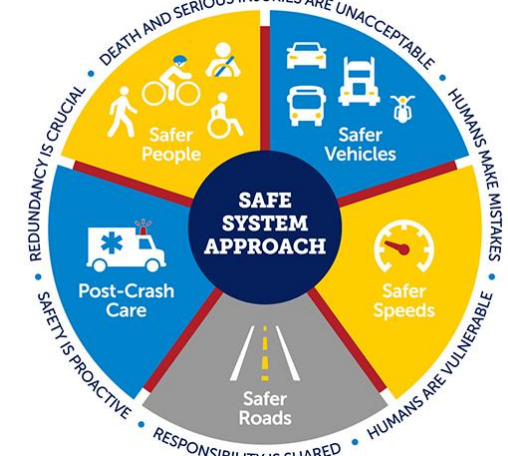 DEATH AND SERIOUS INJURIES ARE UNACCEPTABLE
HUMANS MAKE MISTAKES
HUMANS ARE VULNERABLE
RESPONSIBILITY IS SHARED
SAFETY IS PROACTIVE
REDUNDANCY IS CRUCIAL
Safer
People
Safer
Vehicles
SAFE
SYSTEM
APPROACH
Post-Crash
Care
Safer
Speeds
Safer
Roads